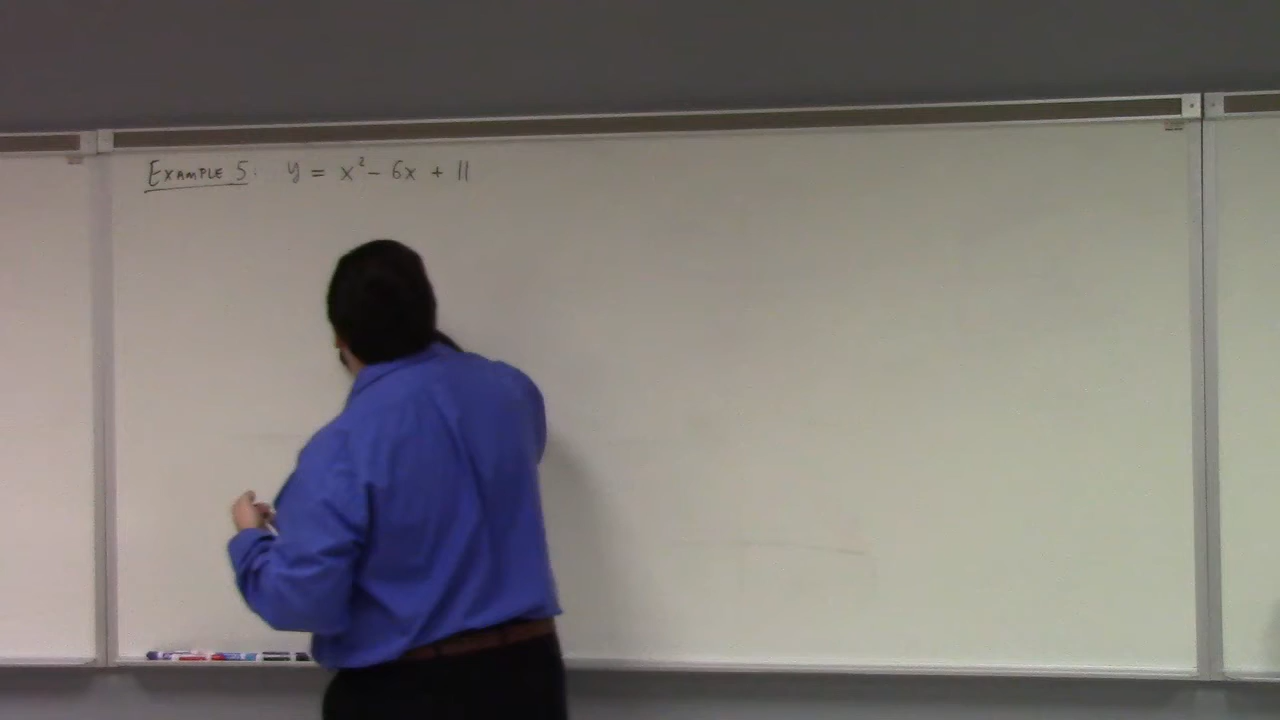 EXAMPLE 5: y = x² - 6x + 11